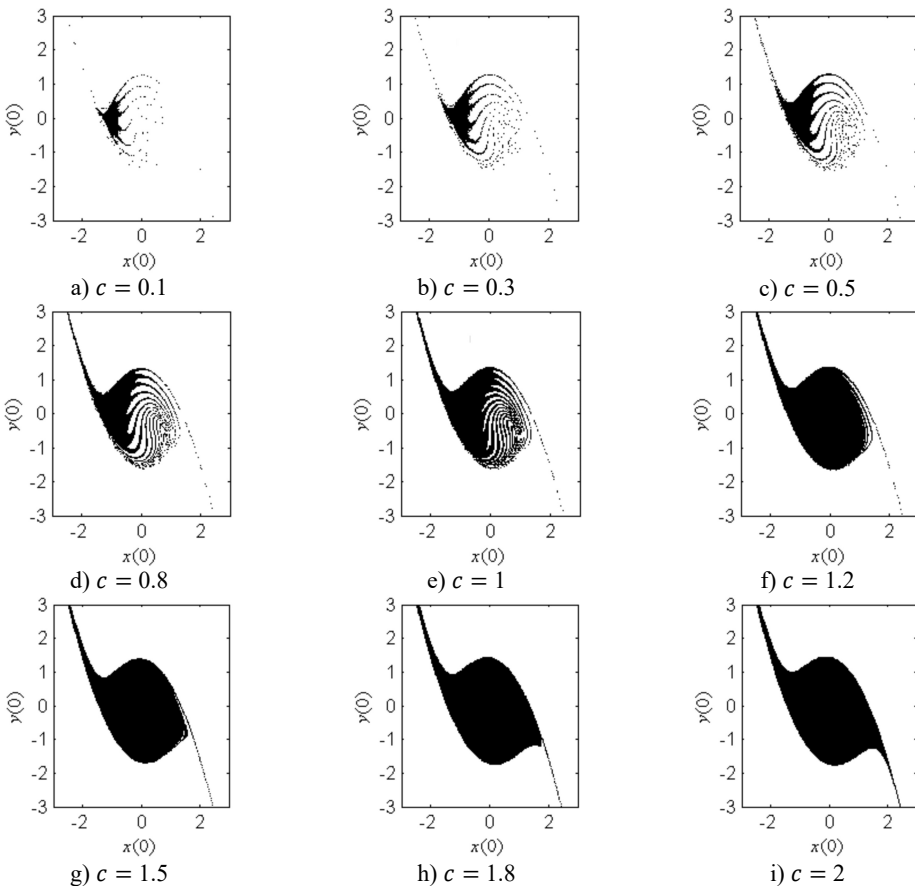 3 3 3
2 2 2
1 1 1
y(0) 0 y(0) 0 y(0) 0
-1 -1 -1
-2 -2 -2
-3 -3 -3
-2 0 2 -2 0 2 -2 0 2
x(0) x(0) x(0)
a) c = 0.1 b) c = 0.3 c) c = 0.5
3 3 3
2 2 2
1 1 1
y(0) 0 y(0) 0 y(0) 0
-1 -1 -1
-2 -2 -2
-3 -3 -3
-2 0 2 -2 0 2 -2 0 2
x(0) x(0) x(0)
d) c = 0.8 e) c = 1 f) c = 1.2
3 3 3
2 2 2
1 1 1
y(0) 0 y(0) 0 y(0) 0
-1 -1 -1
-2 -2 -2
-3 -3 -3
-2 0 2 -2 0 2 -2 0 2
x(0) x(0) x(0)
g) c = 1.5 h) c = 1.8 i) c = 2